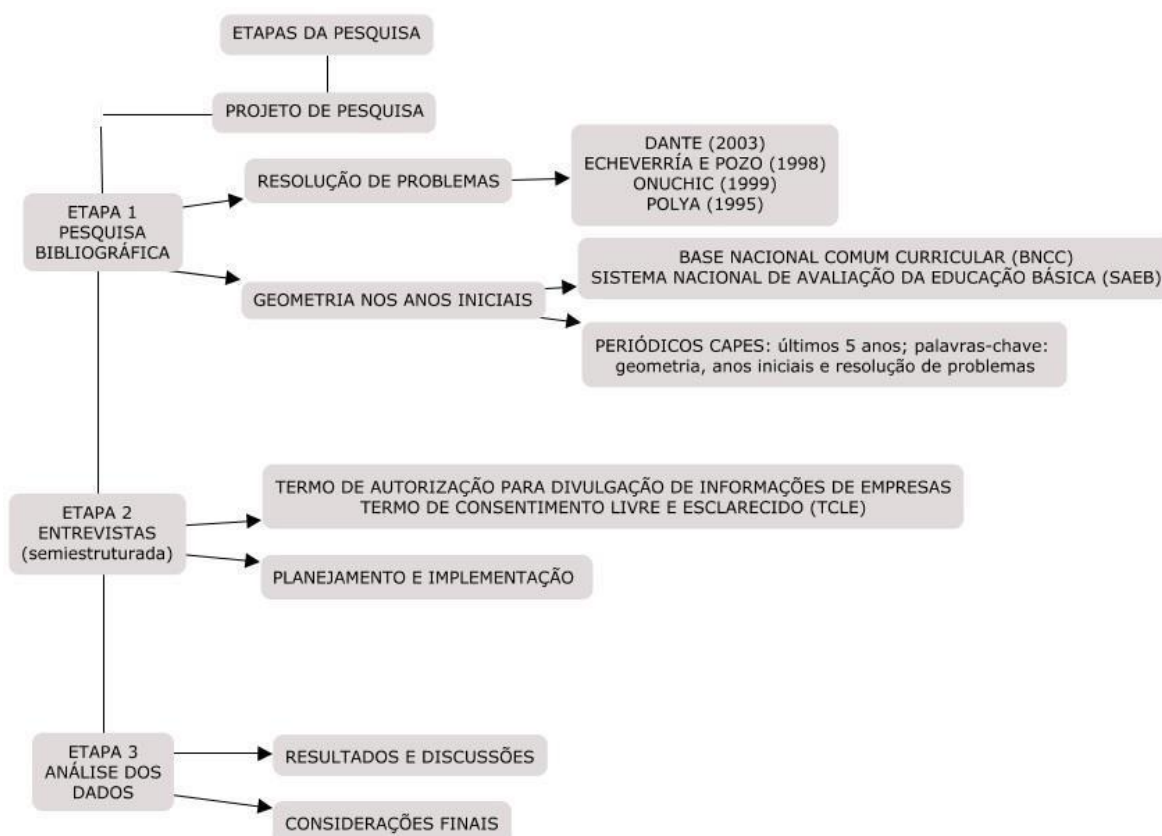 ETAPAS DA PESQUISA
PROJETO DE PESQUISA
ETAPA 1
PESQUISA
BIBLIOGRÁFICA
RESOLUÇÃO DE PROBLEMAS
DANTE (2003)
ECHEVERRÍA E POZO (1998)
ONUCHIC (1999)
POLYA (1995)
GEOMETRIA NOS ANOS INICIAIS
BASE NACIONAL COMUM CURRICULAR (BNCC)
SISTEMA NACIONAL DE AVALIAÇÃO DA EDUCAÇÃO BÁSICA (SAEB)
PERIÓDICOS CAPES: últimos 5 anos; palavras-chave:
geometria, anos iniciais e resolução de problemas
ETAPA 2
ENTREVISTAS
(semiestruturada)
TERMO DE AUTORIZAÇÃO PARA DIVULGAÇÃO DE INFORMAÇÕES DE EMPRESAS
TERMO DE CONSENTIMENTO LIVRE E ESCLARECIDO (TCLE)
PLANEJAMENTO E IMPLEMENTAÇÃO
ETAPA 3
ANÁLISE DOS
DADOS
RESULTADOS E DISCUSSÕES
CONSIDERAÇÕES FINAIS